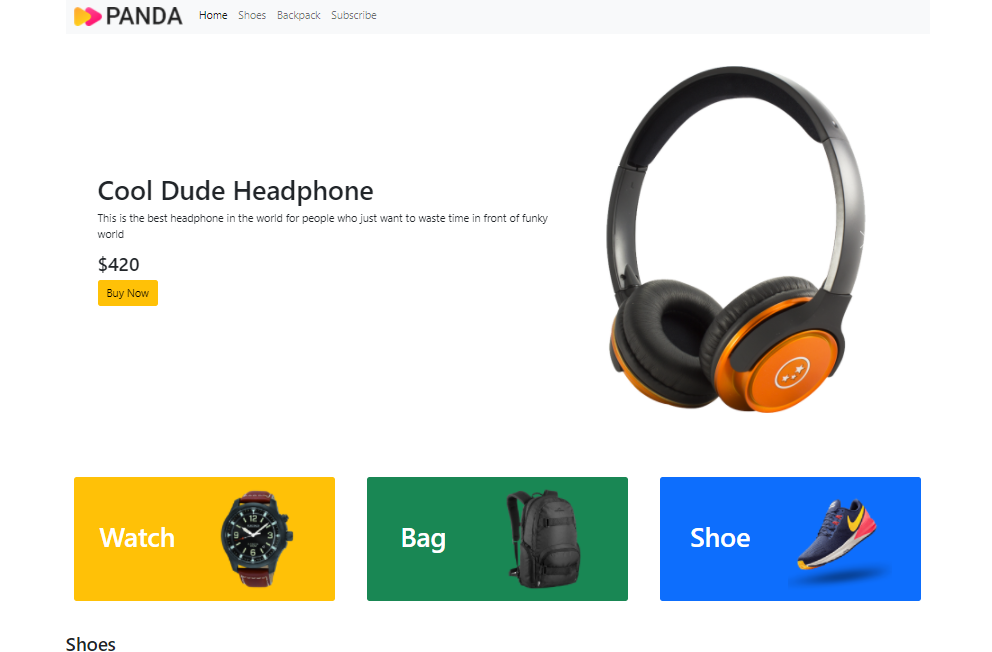 PANDA Home Shoes Backpack Subscribe
Cool Dude Headphone
This is the best headphone in the world for people who just want to waste time in front of funky
world
$420
Buy Now
Watch
Bag
Shoe
Shoes